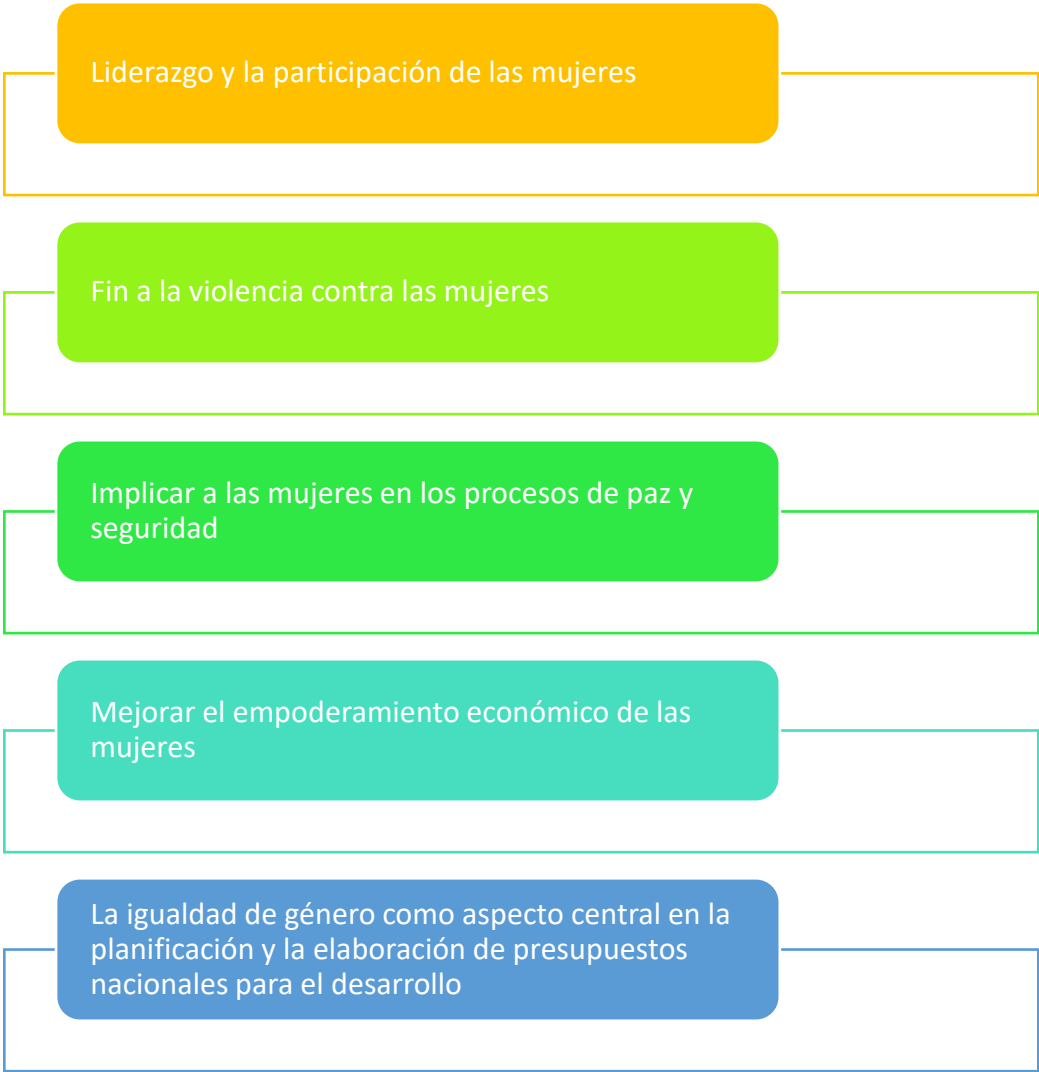 Liderazgo y la participación de las mujeres
Fin a la violencia contra las mujeres
Implicar a las mujeres en los procesos de paz y
seguridad
Mejorar el empoderamiento económico de las
mujeres
La igualdad de género como aspecto central en la
planificación y la elaboración de presupuestos
nacionales para el desarrollo